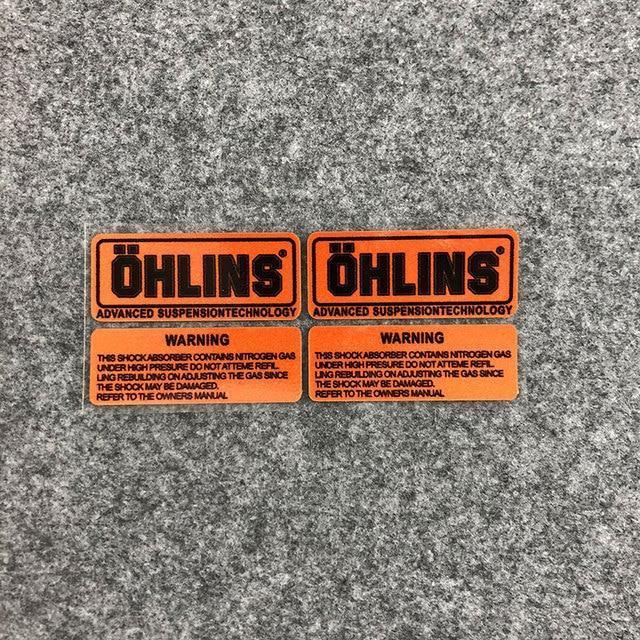 ÖHLINS®
ADVANCED SUSPENSIONTECHNOLOGY
WARNING
THIS SHOCKABSORBER CONTAINS NITROGEN GAS
UNDER HIGH PRESURE DO NOT ATTEME REFIL.
LING REBUILDING ON ADJUSTING THE GAS SINCE
THE SHOCK MAY BE DAMAGED.
REFER TO THE OWNERS MANUAL
ÖHLINS®
ADVANCED SUSPENSIONTECHNOLOGY
WARNING
THIS SHOCKABSORBER CONTAINS NITROGEN GAS
UNDER HIGH PRESURE DO NOT ATTEME REFIL.
LING REBUILDING ON ADJUSTING THE GAS SINCE
THE SHOCK MAY BE DAMAGED.
REFER TO THE OWNERS MANUAL